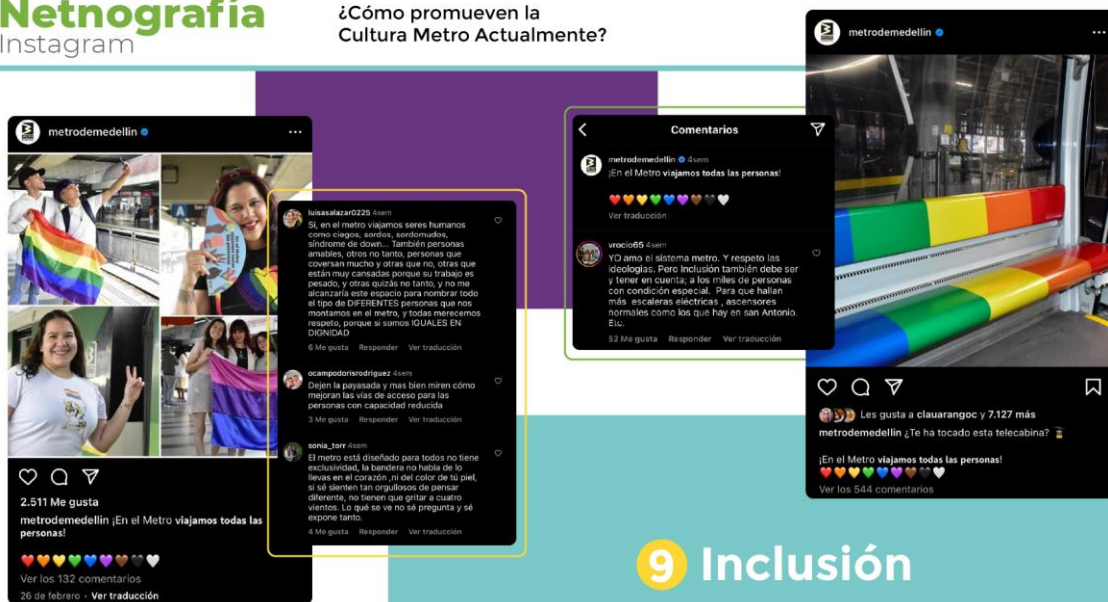 Netnografía
Instagram
¿Cómo promueven la
Cultura Metro Actualmente?
metrodemedellin
2.511 Me gusta
metrodemedellin ¡En el Metro viajamos todas las
personas!
❤️🧡💛💚💙💜🤎🖤🤍
Ver los 132 comentarios
26 de febrero · Ver traducción
luisasalazar0225 4sem
Si, en el metro viajamos seres humanos
como ciegos, sordos, sordomudos,
síndrome de down... También personas
amables, otros no tanto, personas que
coversan mucho y otras que no, otras que
están muy cansadas porque su trabajo es
pesado, y otras quizás no tanto, y no me
alcanzaría este espacio para nombrar todo
el tipo de DIFERENTES personas que nos
montamos en el metro, y todas merecemos
respeto, porque si somos IGUALES EN
DIGNIDAD
6 Me gusta Responder Ver traducción
ocampodorisrodriguez 4sem
Dejen la payasada y mas bien miren cómo
mejoran las vías de acceso para las
personas con capacidad reducida
3 Me gusta Responder Ver traducción
sonia_torr 4sem
El metro está diseñado para todos no tiene
exclusividad, la bandera no habla de lo
llevas en el corazón ,ni del color de tú piel,
si sé sienten tan orgullosos de pensar
diferente, no tienen que gritar a cuatro
vientos. Lo qué se ve no sé pregunta y sé
expone tanto.
4 Me gusta Responder Ver traducción
Comentarios
metrodemedellin 4sem
¡En el Metro viajamos todas las personas!
❤️🧡💛💚💙💜🤎🖤🤍
Ver traducción
vrocio65 4sem
YO amo el sistema metro. Y respeto las
ideologías. Pero Inclusión también debe ser
y tener en cuenta; a los miles de personas
con condición especial. Para que hallan
más escaleras eléctricas , ascensores
normales como los que hay en san Antonio.
Etc.
52 Me gusta Responder Ver traducción
metrodemedellin
Les gusta a clauarangoc y 7.127 más
metrodemedellin ¿Te ha tocado esta telecabina? 🚡
¡En el Metro viajamos todas las personas!
❤️🧡💛💚💙💜🤎🖤🤍
Ver los 544 comentarios
9 Inclusión